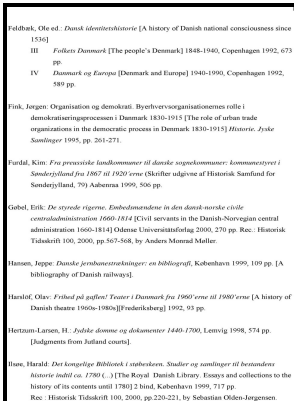 Feldbæk, Ole ed.: Dansk identitetshistorie [A history of Danish national consciousness since
1536]
III Folkets Danmark [The people's Denmark] 1848-1940, Copenhagen 1992, 673
pp.
IV Danmark og Europa [Denmark and Europe] 1940-1990, Copenhagen 1992,
589 pp.
Fink, Jørgen: Organisation og demokrati. Byerhvervsorganisationernes rolle i
demokratiseringsprocessen i Danmark 1830-1915 [The role of urban trade
organizations in the democratic process in Denmark 1830-1915] Historie. Jyske
Samlinger 1995, pp. 261-271.
Furdal, Kim: Fra preussiske landkommuner til danske sognekommuner: kommunestyret i
Sønderjylland fra 1867 til 1920'erne (Skrifter udgivne af Historisk Samfund for
Sønderjylland, 79) Aabenraa 1999, 506 pp.
Gøbel, Erik: De styrede rigerne. Embedsmændene in den dansk-norske civile
centraladministration 1660-1814 [Civil servants in the Danish-Norvegian central
administration 1660-1814] Odense Universitetsforlag 2000, 270 pp. Rec.: Historisk
Tidsskrift 100, 2000, pp.567-568, by Anders Monrad Møller.
Hansen, Jeppe: Danske jernbanestrækninger: en bibliografi, København 1999, 109 pp. [A
bibliography of Danish railways].
Harsløf, Olav: Frihed på gaflen! Teater i Danmark fra 1960'erne til 1980'erne [A history of
Danish theatre 1960s-1980s][Frederiksberg] 1992, 93 pp.
Hertzum-Larsen, H.: Jydske domme og dokumenter 1440-1700, Lemvig 1998, 574 pp.
[Judgments from Jutland courts].
Ilsøe, Harald: Det kongelige Bibliotek i støbeskeen. Studier og samlinger til bestandens
historie indtil ca. 1780 (...) [The Royal Danish Library. Essays and collections to the
history of its contents until 1780] 2 bind, København 1999, 717 pp.
Rec : Historisk Tidsskrift 100, 2000, pp.220-221, by Sebastian Olden-Jørgensen.